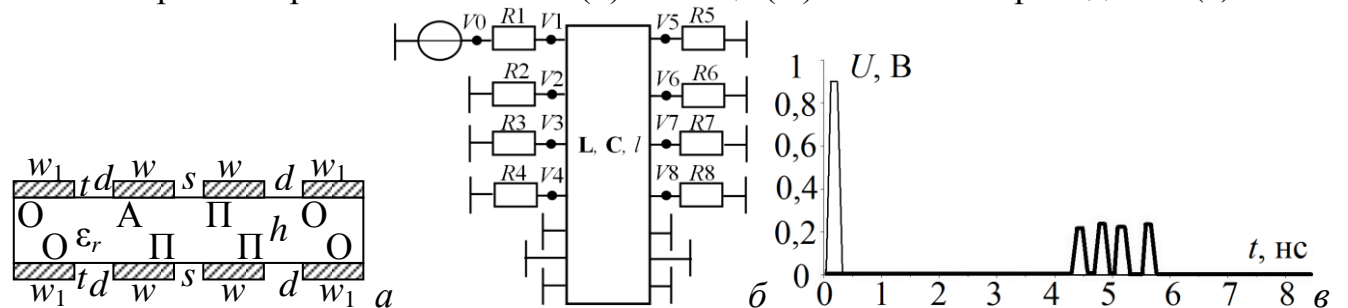 V0 R1 V1 V5 R5
R2 V2 V6 R6
R3 V3 V7 R7
L, C, l
R4 V4 V8 R8
б
U, В
1
0,8
0,6
0,4
0,2
0
0 1 2 3 4 5 6 7 8
t, нс
в
w1 t d w s w d w1
О А П О
О εr П П h О
w1 t d w s w d w1
а